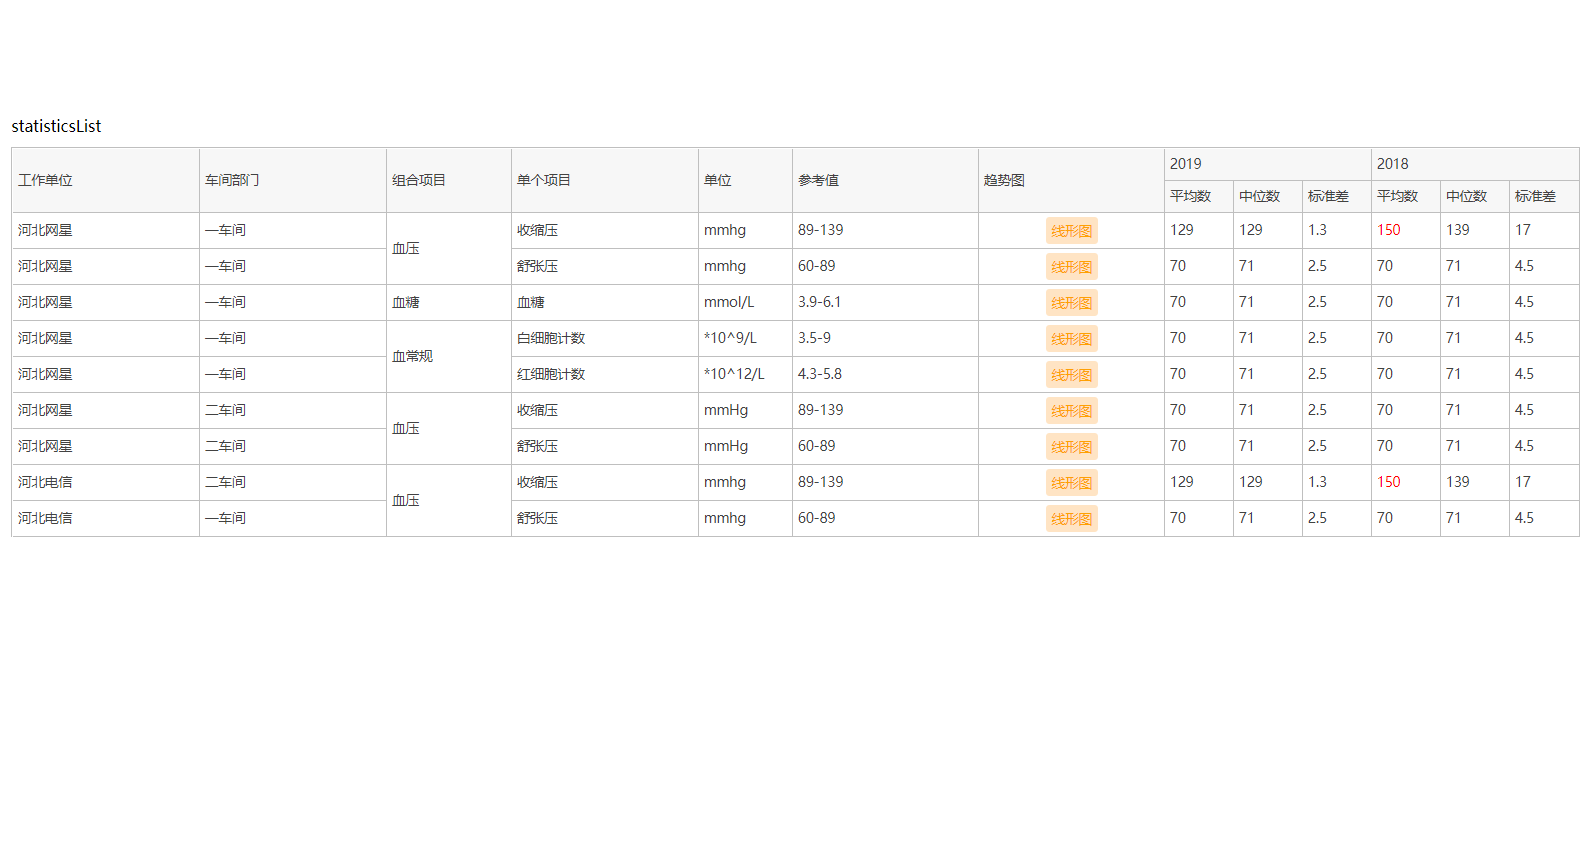 statisticsList
工作单位 车间部门 组合项目 单个项目 单位 参考值 趋势图 2019 2018
平均数 中位数 标准差 平均数 中位数 标准差
河北网星 一车间 血压 收缩压 mmhg 89-139 线形图 129 129 1.3 150 139 17
河北网星 一车间 舒张压 mmhg 60-89 线形图 70 71 2.5 70 71 4.5
河北网星 一车间 血糖 血糖 mmol/L 3.9-6.1 线形图 70 71 2.5 70 71 4.5
河北网星 一车间 血常规 白细胞计数 *10^9/L 3.5-9 线形图 70 71 2.5 70 71 4.5
河北网星 一车间 红细胞计数 *10^12/L 4.3-5.8 线形图 70 71 2.5 70 71 4.5
河北网星 二车间 血压 收缩压 mmHg 89-139 线形图 70 71 2.5 70 71 4.5
河北网星 二车间 舒张压 mmHg 60-89 线形图 70 71 2.5 70 71 4.5
河北电信 二车间 血压 收缩压 mmhg 89-139 线形图 129 129 1.3 150 139 17
河北电信 一车间 舒张压 mmhg 60-89 线形图 70 71 2.5 70 71 4.5